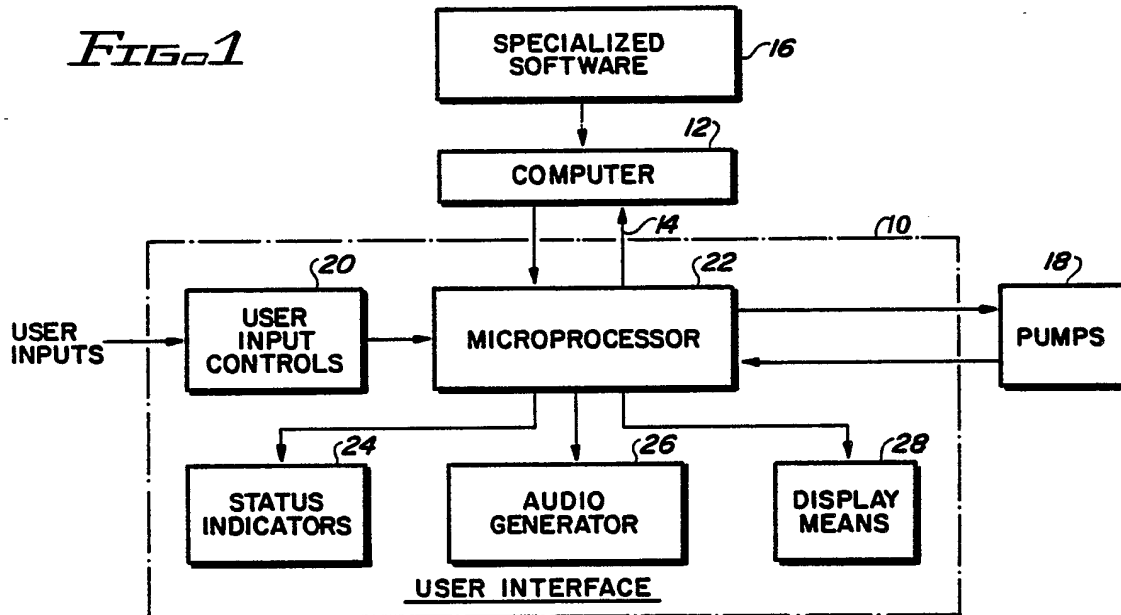 FIG. 1
SPECIALIZED
SOFTWARE
16
12
COMPUTER
14
10
20
22
18
USER
INPUTS
USER
INPUT
CONTROLS
MICROPROCESSOR
PUMPS
24
26
28
STATUS
INDICATORS
AUDIO
GENERATOR
DISPLAY
MEANS
USER INTERFACE